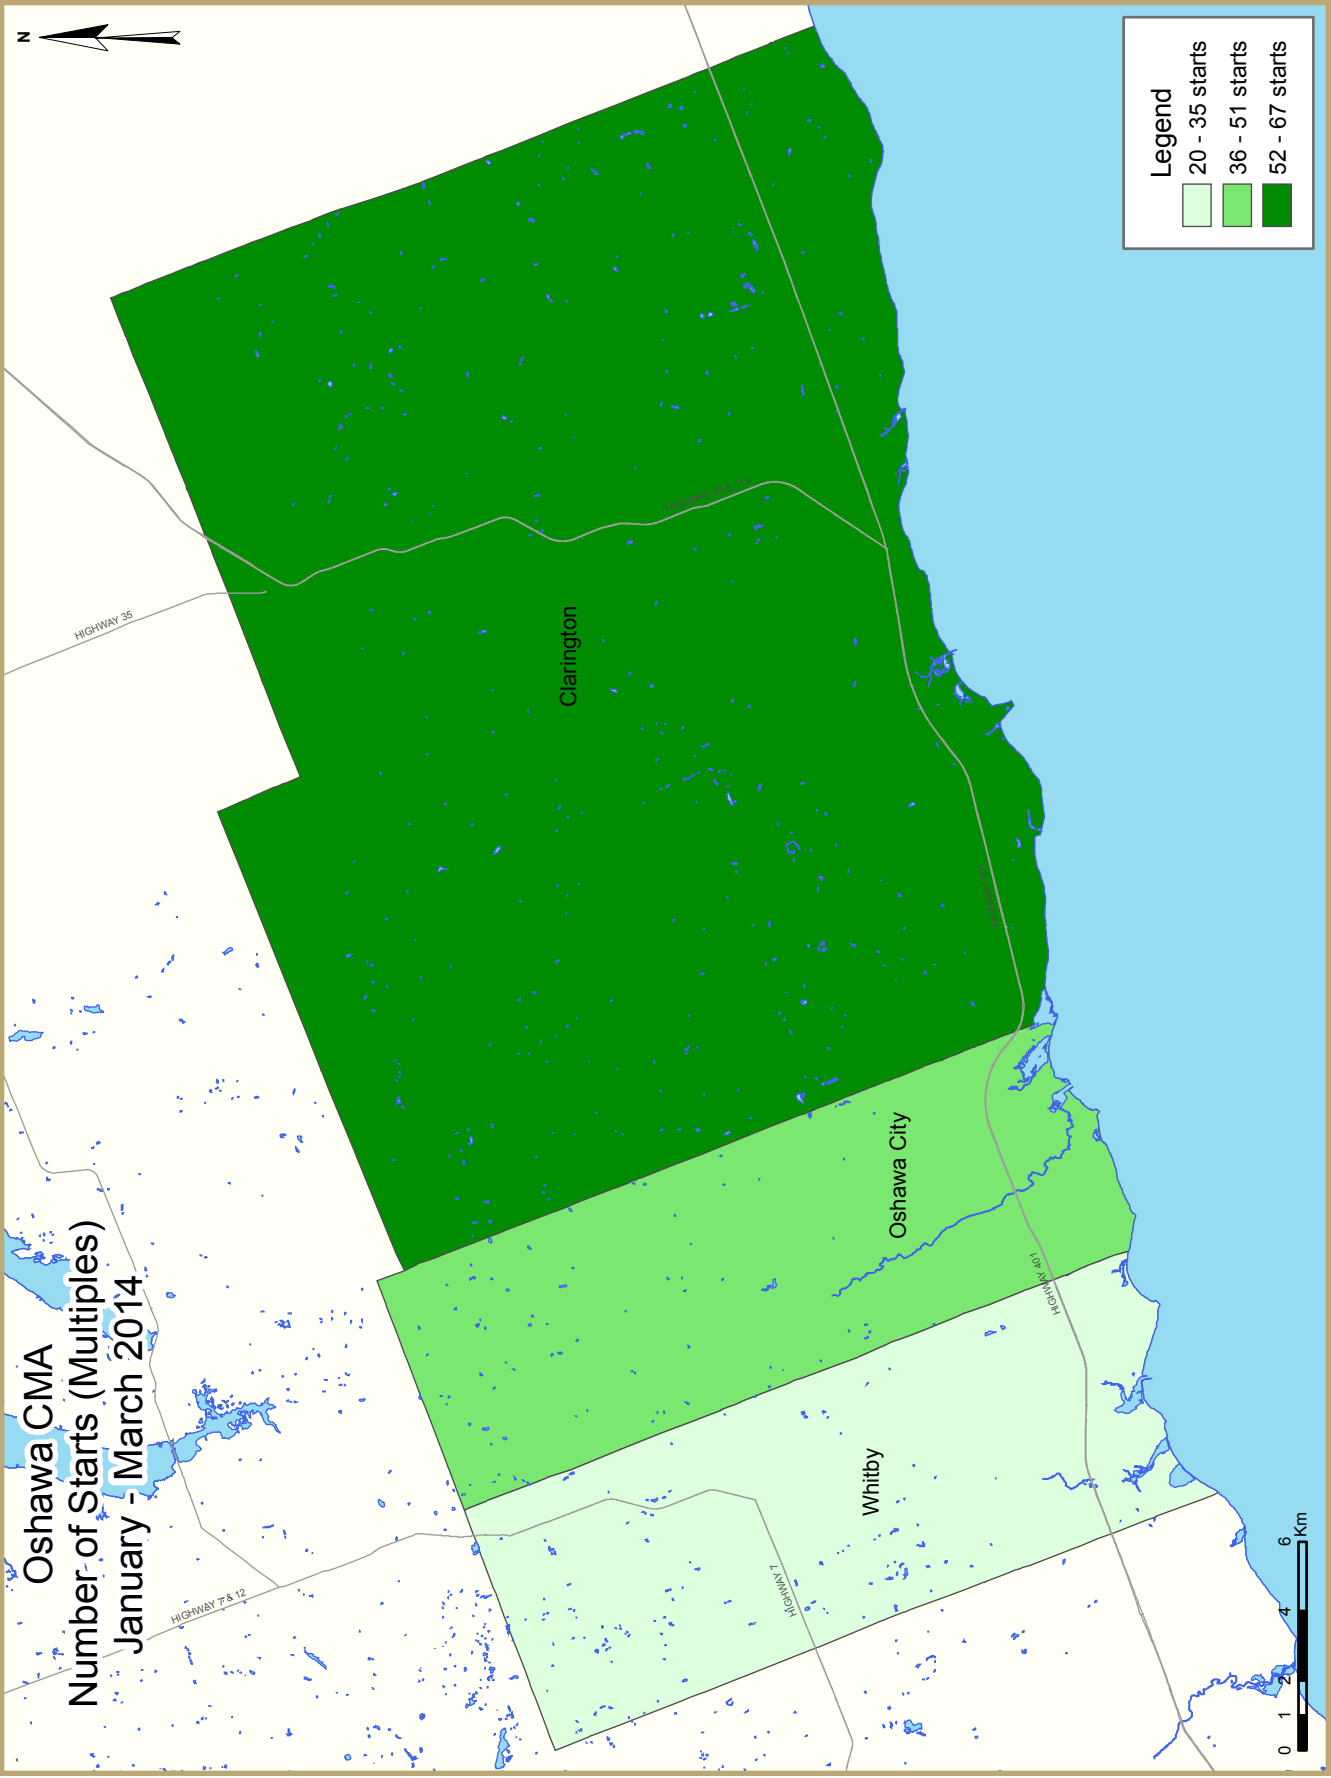 Oshawa CMA
Number of Starts (Multiples)
January - March 2014
N
HIGHWAY 7 & 12
HIGHWAY 35
HIGHWAY 7
HIGHWAY 401
Whitby
Oshawa City
Clarington
Legend
20 - 35 starts
36 - 51 starts
52 - 67 starts
0 1 2 4 6
Km